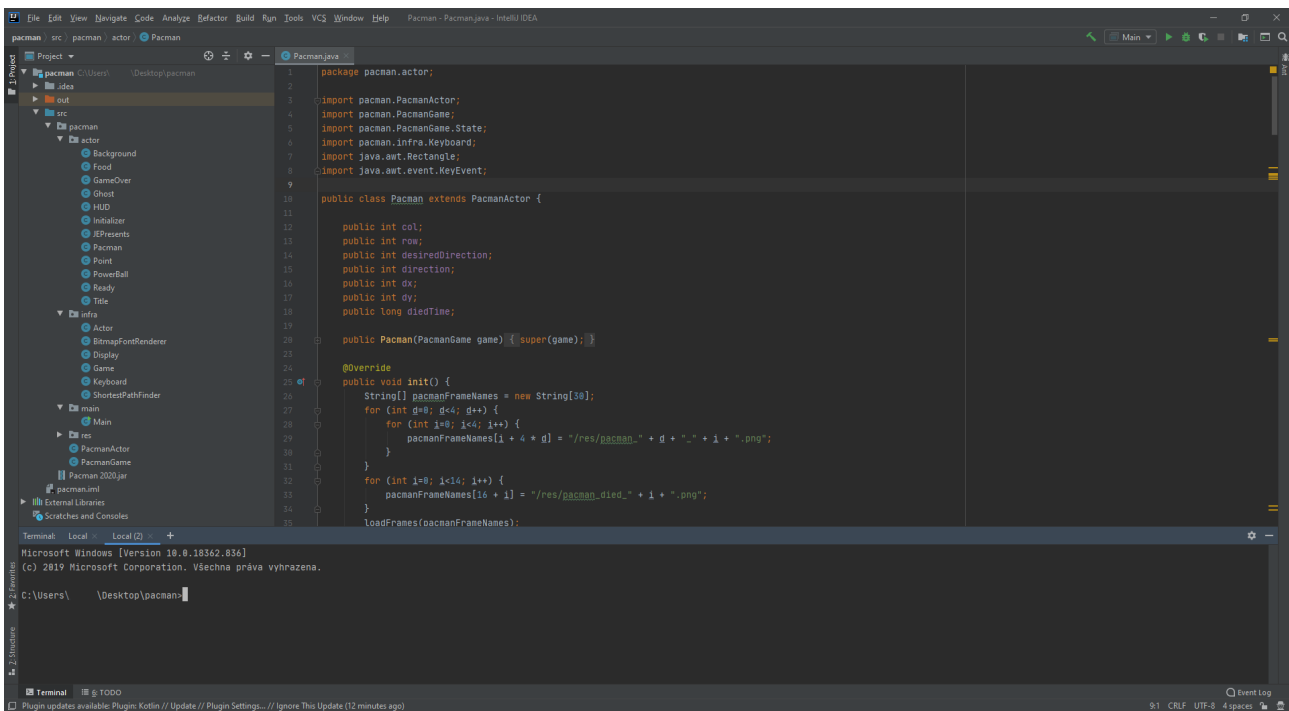 File Edit View Navigate Code Analyze Refactor Build Run Tools VCS Window Help Pacman - Pacman.java - IntelliJ IDEA
pacman src pacman actor Pacman Main
Project Pacman.java
1: Project
Ant
pacman C:\Users\ \Desktop\pacman
.idea
out
src
pacman
actor
Background
Food
GameOver
Ghost
HUD
Initializer
JEPresents
Pacman
Point
PowerBall
Ready
Title
infra
Actor
BitmapFontRenderer
Display
Game
Keyboard
ShortestPathFinder
main
Main
res
PacmanActor
PacmanGame
Pacman 2020.jar
pacman.iml
External Libraries
Scratches and Consoles
1 package pacman.actor;
2
3 import pacman.PacmanActor;
4 import pacman.PacmanGame;
5 import pacman.PacmanGame.State;
6 import pacman.infra.Keyboard;
7 import java.awt.Rectangle;
8 import java.awt.event.KeyEvent;
9
10 public class Pacman extends PacmanActor {
11
12 public int col;
13 public int row;
14 public int desiredDirection;
15 public int direction;
16 public int dx;
17 public int dy;
18 public long diedTime;
19
20 public Pacman(PacmanGame game) { super(game); }
23
24 @Override
25 public void init() {
26 String[] pacmanFrameNames = new String[30];
27 for (int d=0; d<4; d++) {
28 for (int i=0; i<4; i++) {
29 pacmanFrameNames[i + 4 * d] = "/res/pacman_" + d + "_" + i + ".png";
30 }
31 }
32 for (int i=0; i<14; i++) {
33 pacmanFrameNames[16 + i] = "/res/pacman_died_" + i + ".png";
34 }
35 loadFrames(pacmanFrameNames);
Terminal: Local Local (2) +
Microsoft Windows [Version 10.0.18362.836]
(c) 2019 Microsoft Corporation. Všechna práva vyhrazena.
C:\Users\ \Desktop\pacman>
2: Favorites
Z: Structure
Terminal 6: TODO Event Log
Plugin updates available: Plugin: Kotlin // Update // Plugin Settings... // Ignore This Update (12 minutes ago) 9:1 CRLF UTF-8 4 spaces